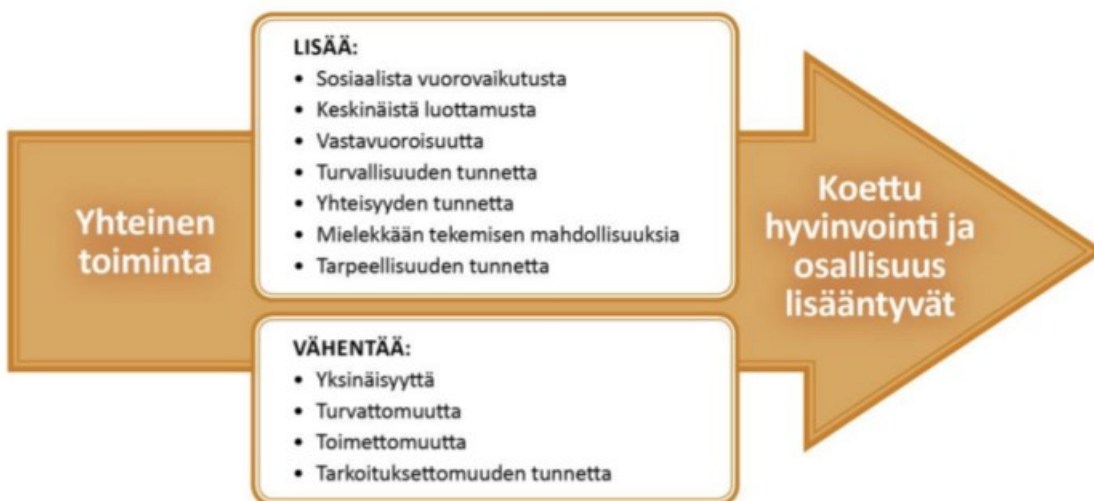 Yhteinen
toiminta
LISÄÄ:
• Sosiaalista vuorovaikutusta
• Keskinäistä luottamusta
• Vastavuoroisuutta
• Turvallisuuden tunnetta
• Yhteisyyden tunnetta
• Mielekkään tekemisen mahdollisuuksia
• Tarpeellisuuden tunnetta
VÄHENTÄÄ:
• Yksinäisyyttä
• Turvattomuutta
• Toimettomuutta
• Tarkoituksettomuuden tunnetta
Koettu
hyvinvointi ja
osallisuus
lisääntyvät